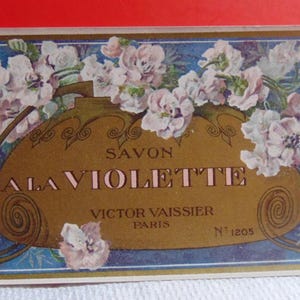 SAVON
A LA VIOLETTE
VICTOR VAISSIER
PARIS
Nº 1205